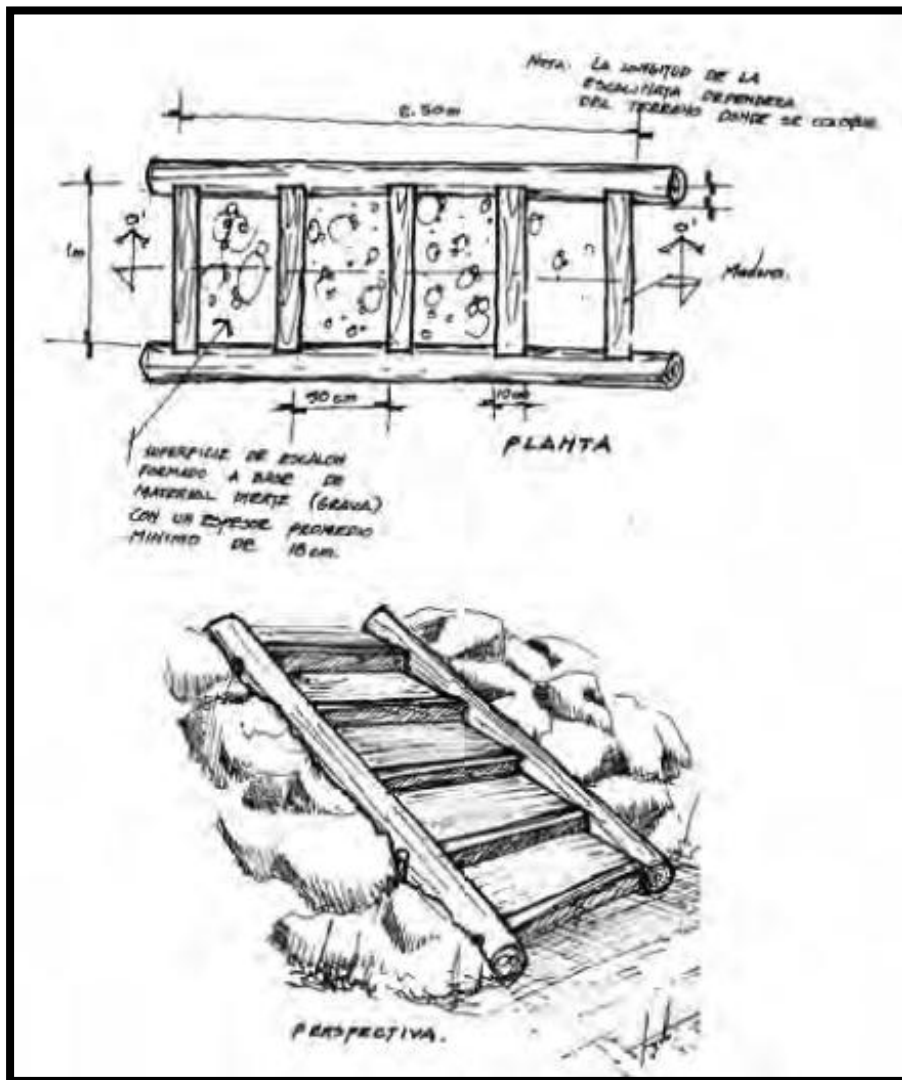 Nota: LA LONGITUD DE LA
ESCALINATA DEPENDERA
DEL TERRENO DONDE SE COLOQUE
2.50m
1m
a'
a'
Madera.
50 cm
10cm
PLANTA
SUPERFICIE DE ESCALON
FORMADO A BASE DE
MATERIAL INERTE (GRAVA)
CON UN ESPESOR PROMEDIO
MINIMO DE 18cm.
PERSPECTIVA.